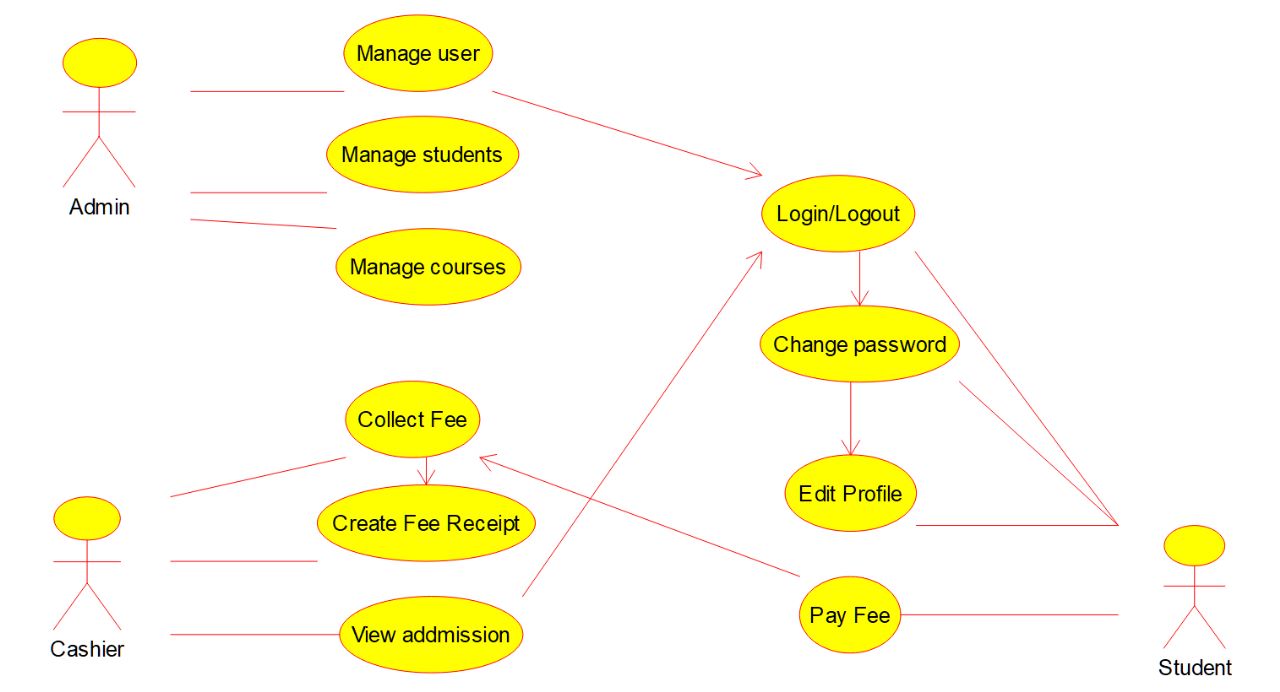 Manage user
Manage students
Admin
Login/Logout
Manage courses
Change password
Collect Fee
Edit Profile
Create Fee Receipt
Pay Fee
View addmission
Cashier
Student